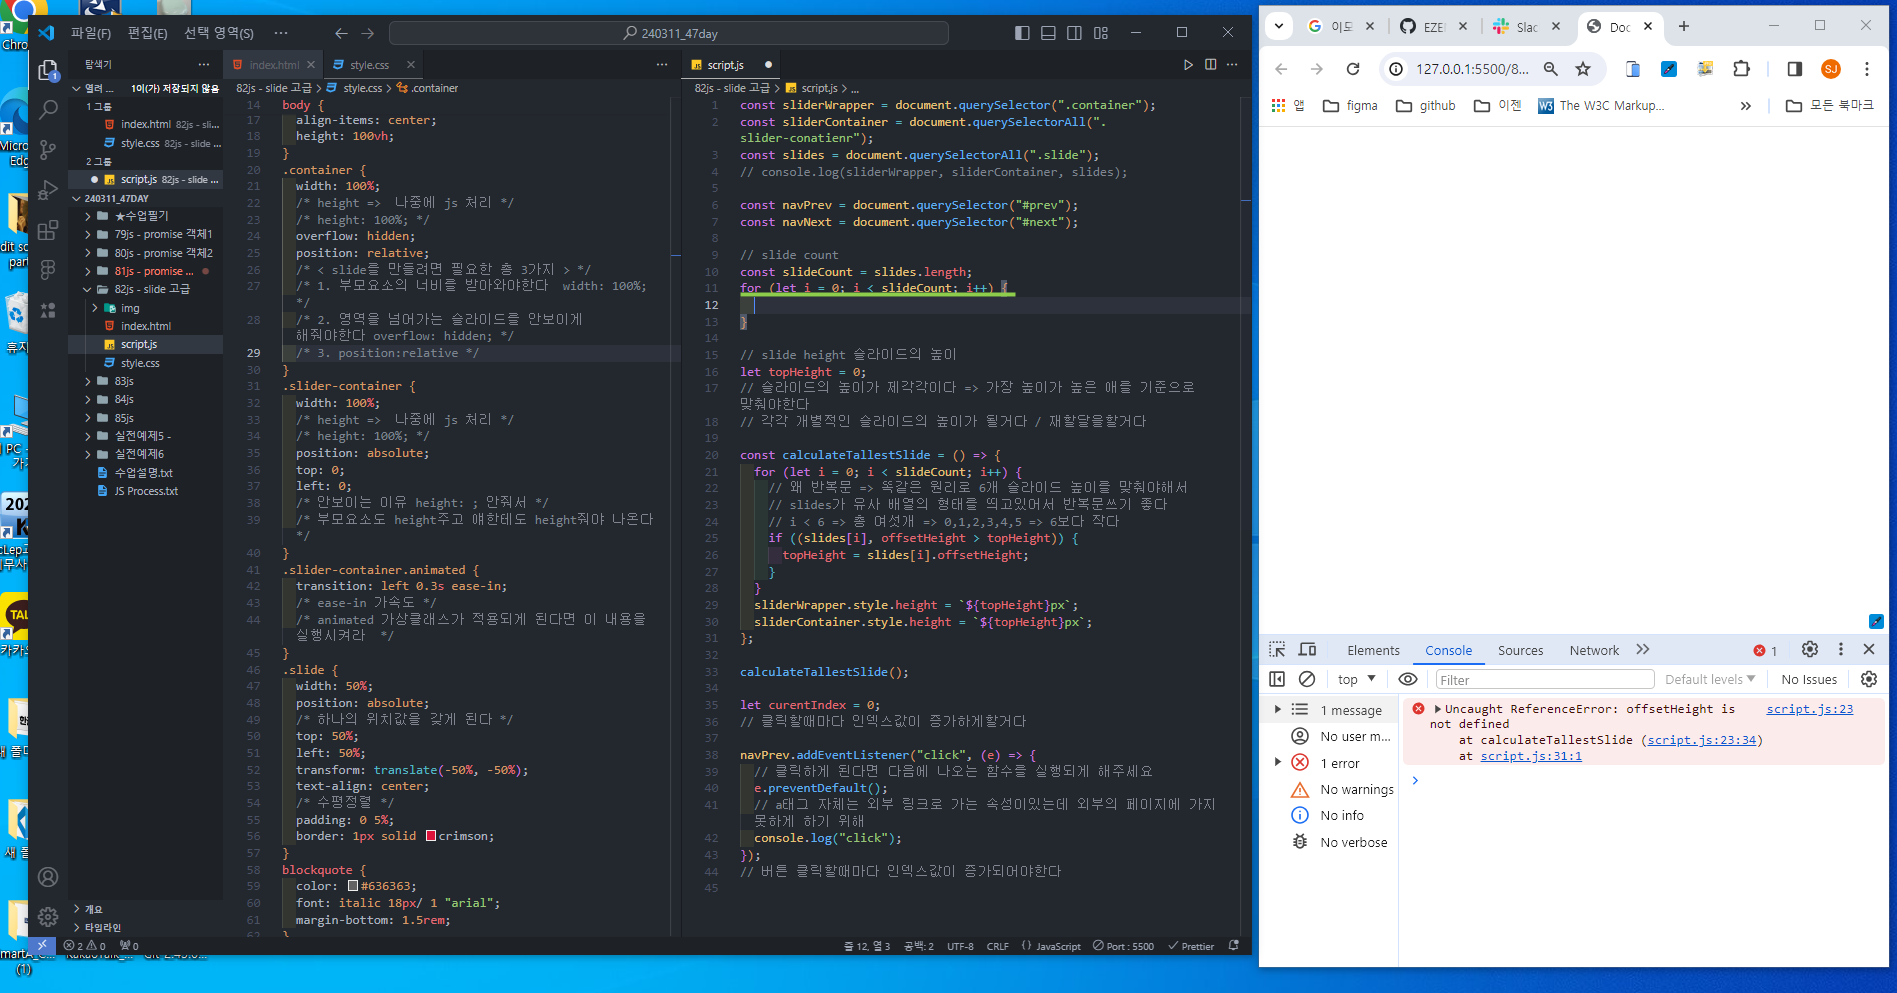 파일(F) 편집(E) 선택 영역(S) ···
240311_47day
탐색기 ···
열려 ... 1이(가) 저장되지 않음
1 그룹
index.html 82js - sli...
style.css 82js - slide ...
2 그룹
script.js 82js - slide ...
240311_47DAY
★수업필기
79js - promise 객체1
80js - promise 객체2
81js - promise ...
82js - slide 고급
img
index.html
script.js
style.css
83js
84js
85js
실전예제5 -
실전예제6
수업설명.txt
JS Process.txt
개요
타임라인
index.html
style.css
82js - slide 고급 > style.css > .container
14 body {
17 align-items: center;
18 height: 100vh;
19 }
20 .container {
21 width: 100%;
22 /* height => 나중에 js 처리 */
23 /* height: 100%; */
24 overflow: hidden;
25 position: relative;
26 /* < slide를 만들려면 필요한 총 3가지 > */
27 /* 1. 부모요소의 너비를 받아와야한다 width: 100%;
*/
28 /* 2. 영역을 넘어가는 슬라이드를 안보이게
해줘야한다 overflow: hidden; */
29 /* 3. position:relative */
30 }
31 .slider-container {
32 width: 100%;
33 /* height => 나중에 js 처리 */
34 /* height: 100%; */
35 position: absolute;
36 top: 0;
37 left: 0;
38 /* 안보이는 이유 height: ; 안줘서 */
39 /* 부모요소도 height주고 얘한테도 height줘야 나온다
*/
40 }
41 .slider-container.animated {
42 transition: left 0.3s ease-in;
43 /* ease-in 가속도 */
44 /* animated 가상클래스가 적용되게 된다면 이 내용을
실행시켜라 */
45 }
46 .slide {
47 width: 50%;
48 position: absolute;
49 /* 하나의 위치값을 갖게 된다 */
50 top: 50%;
51 left: 50%;
52 transform: translate(-50%, -50%);
53 text-align: center;
54 /* 수평정렬 */
55 padding: 0 5%;
56 border: 1px solid crimson;
57 }
58 blockquote {
59 color: #636363;
60 font: italic 18px/ 1 "arial";
61 margin-bottom: 1.5rem;
62 }
script.js
82js - slide 고급 > script.js > ...
1 const sliderWrapper = document.querySelector(".container");
2 const sliderContainer = document.querySelectorAll(".
slider-conatienr");
3 const slides = document.querySelectorAll(".slide");
4 // console.log(sliderWrapper, sliderContainer, slides);
5
6 const navPrev = document.querySelector("#prev");
7 const navNext = document.querySelector("#next");
8
9 // slide count
10 const slideCount = slides.length;
11 for (let i = 0; i < slideCount; i++) {
12
13 }
14
15 // slide height 슬라이드의 높이
16 let topHeight = 0;
17 // 슬라이드의 높이가 제각각이다 => 가장 높이가 높은 애를 기준으로
맞춰야한다
18 // 각각 개별적인 슬라이드의 높이가 될거다 / 재할달을할거다
19
20 const calculateTallestSlide = () => {
21 for (let i = 0; i < slideCount; i++) {
22 // 왜 반복문 => 똑같은 원리로 6개 슬라이드 높이를 맞춰야해서
23 // slides가 유사 배열의 형태를 띄고있어서 반복문쓰기 좋다
24 // i < 6 => 총 여섯개 => 0,1,2,3,4,5 => 6보다 작다
25 if ((slides[i], offsetHeight > topHeight)) {
26 topHeight = slides[i].offsetHeight;
27 }
28 }
29 sliderWrapper.style.height = `${topHeight}px`;
30 sliderContainer.style.height = `${topHeight}px`;
31 };
32
33 calculateTallestSlide();
34
35 let curentIndex = 0;
36 // 클릭할때마다 인덱스값이 증가하게할거다
37
38 navPrev.addEventListener("click", (e) => {
39 // 클릭하게 된다면 다음에 나오는 함수를 실행되게 해주세요
40 e.preventDefault();
41 // a태그 자체는 외부 링크로 가는 속성이있는데 외부의 페이지에 가지
못하게 하기 위해
42 console.log("click");
43 });
44 // 버튼 클릭할때마다 인덱스값이 증가되어야한다
45
2 0 0 줄 12, 열 3 공백: 2 UTF-8 CRLF {} JavaScript Port : 5500 Prettier
이모 EZE Slac Doc
127.0.0.1:5500/8...
앱 figma github 이젠 The W3C Markup... » 모든 북마크
Elements Console Sources Network 1
top Filter Default levels No Issues
1 message
No user m...
1 error
No warnings
No info
No verbose
Uncaught ReferenceError: offsetHeight is script.js:23
not defined
at calculateTallestSlide (script.js:23:34)
at script.js:31:1